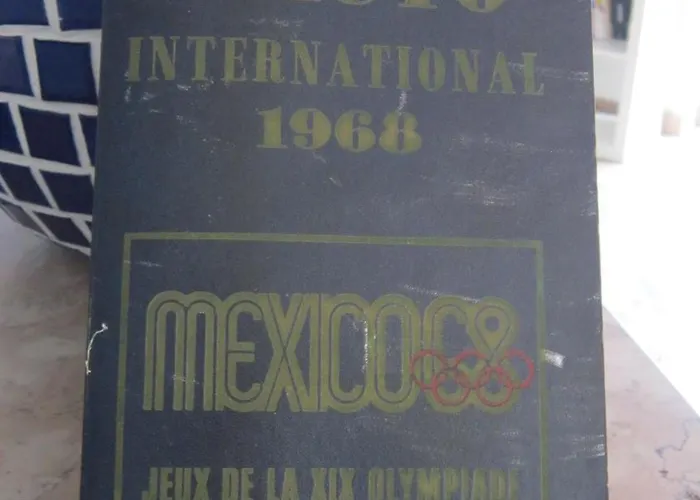 INTERNATIONAL
1968
MEXICO68
JEUX DE LA XIX OLYMPIADE